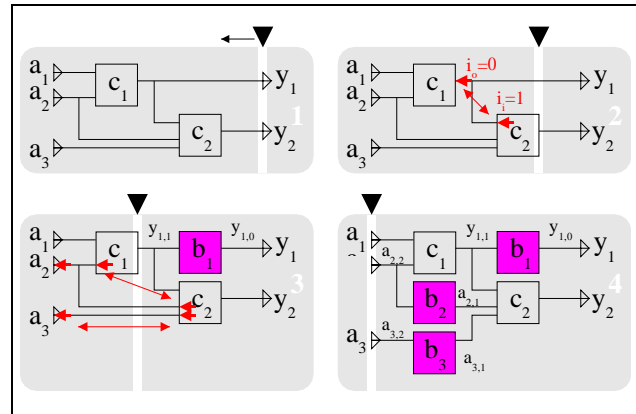 a1 c1 y1
a2 1
c2 y2
a3
a1 c1 io=0 y1
a2 ii=1 2
c2 y2
a3
a1 c1 y1,1 b1 y1,0 y1
a2 3
c2 y2
a3
a1 c1 y1,1 b1 y1,0 y1
a2,2 4
b2 a2,1 c2 y2
a3 a3,2 b3 a3,1